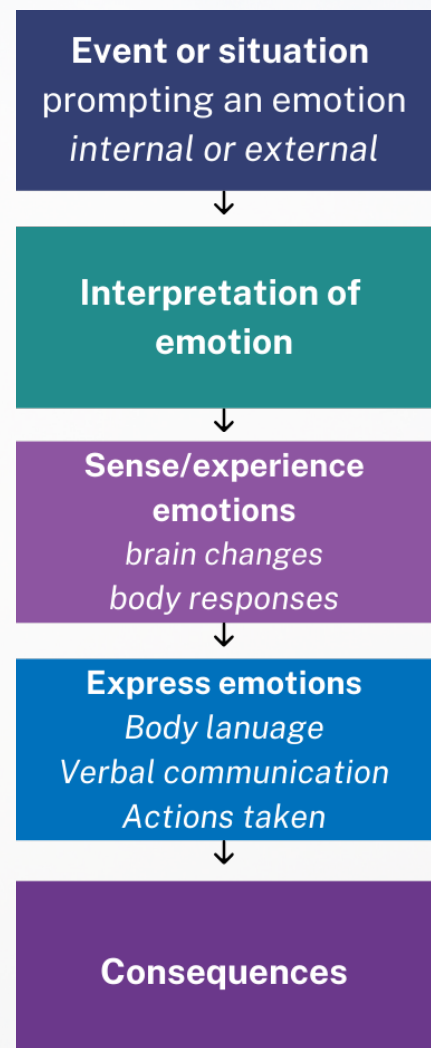 Event or situation
prompting an emotion
internal or external
Interpretation of
emotion
Sense/experience
emotions
brain changes
body responses
Express emotions
Body lanuage
Verbal communication
Actions taken
Consequences